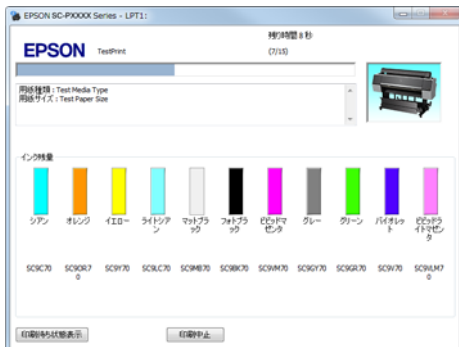 EPSON SC-PXXXX Series - LPT1:
残り時間 8 秒
EPSON TestPrint (7/15)
用紙種類 : Test Media Type
用紙サイズ : Test Paper Size
インク残量
シアン オレンジ イエロー ライトシアン マットブラック フォトブラック ビビッドマゼンタ グレー グリーン バイオレット ビビッドライトマゼンタ
SC9C70 SC9OR70 SC9Y70 SC9LC70 SC9MB70 SC9BK70 SC9VM70 SC9GY70 SC9GR70 SC9V70 SC9VLM70
印刷待ち状態表示 印刷中止